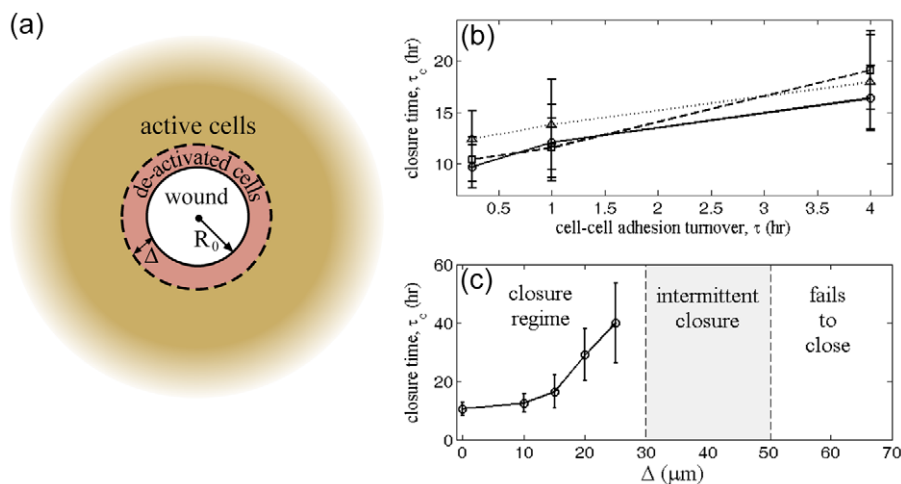 (a)
active cells
de-activated cells
wound
R₀
Δ
(b)
closure time, τ_c (hr)
20
15
10
0.5
1
1.5
2
2.5
3
3.5
4
cell-cell adhesion turnover, τ (hr)
(c)
closure time, τ_c (hr)
60
40
20
0
closure
regime
intermittent
closure
fails
to
close
0
10
20
30
40
50
60
70
Δ (μm)